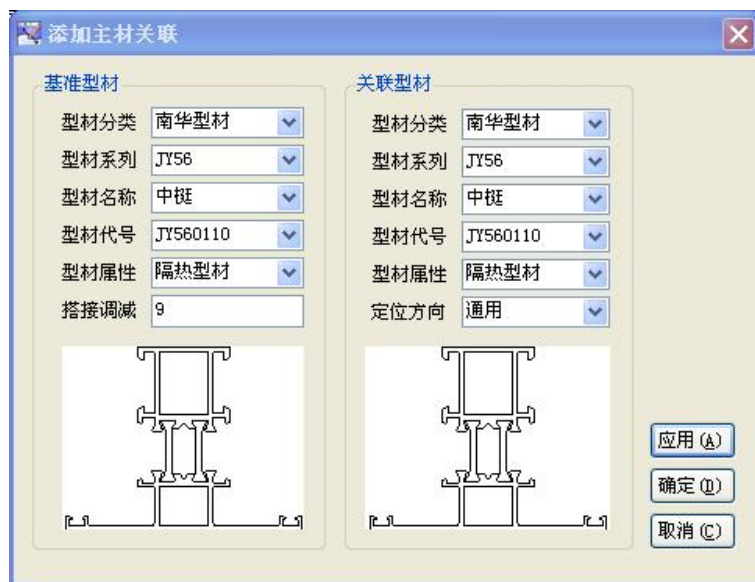 添加主材关联
基准型材
型材分类 南华型材
型材系列 JY56
型材名称 中挺
型材代号 JY560110
型材属性 隔热型材
搭接调减 9
关联型材
型材分类 南华型材
型材系列 JY56
型材名称 中挺
型材代号 JY560110
型材属性 隔热型材
定位方向 通用
应用(A)
确定(D)
取消(C)